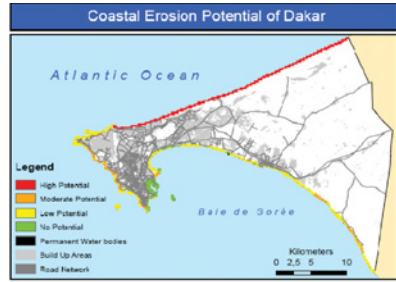 Coastal Erosion Potential of Dakar
Atlantic Ocean
Legend
High Potential
Moderate Potential
Low Potential
No Potential
Permanent Water bodies
Build Up Areas
Road Network
Baie de Gorée
Kilometers
0 2,5 5 10